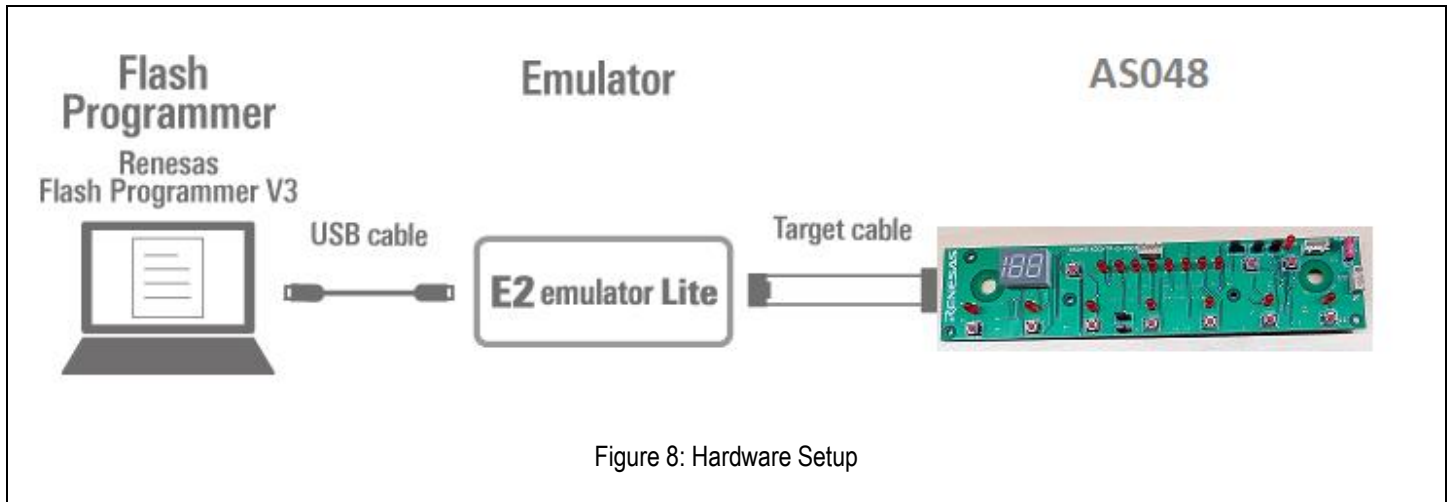 Flash
Programmer
Renesas
Flash Programmer V3
USB cable
Emulator
E2 emulator Lite
Target cable
AS048
RENESAS
Figure 8: Hardware Setup